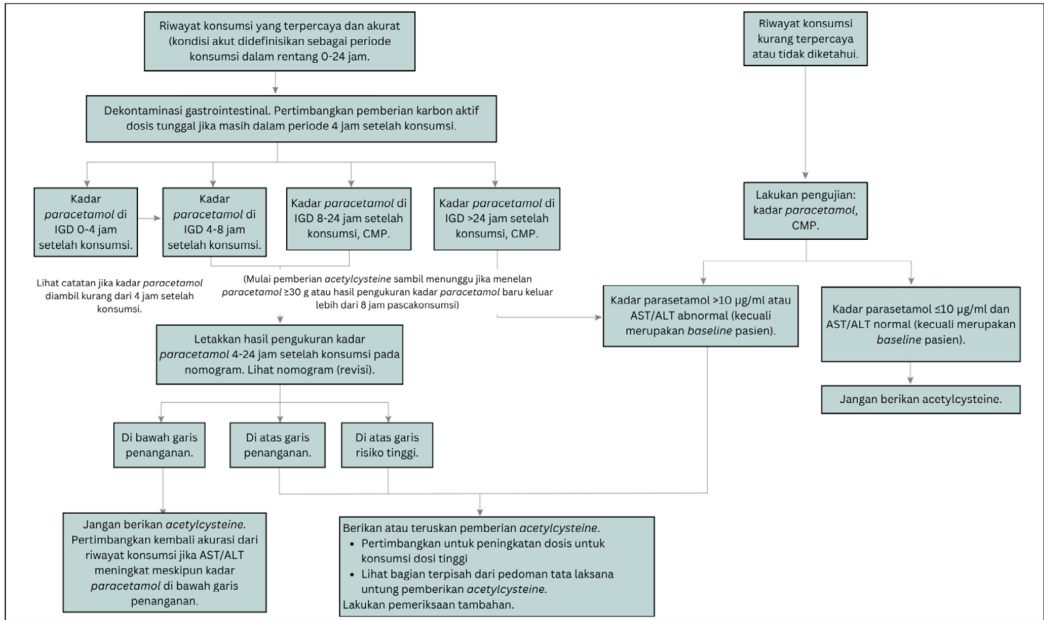 Riwayat konsumsi yang terpercaya dan akurat
(kondisi akut didefinisikan sebagai periode
konsumsi dalam rentang 0-24 jam.
Riwayat konsumsi
kurang terpercaya
atau tidak diketahui.
Dekontaminasi gastrointestinal. Pertimbangkan pemberian karbon aktif
dosis tunggal jika masih dalam periode 4 jam setelah konsumsi.
Kadar
paracetamol di
IGD 0-4 jam
setelah konsumsi.
Kadar
paracetamol di
IGD 4-8 jam
setelah konsumsi.
Kadar paracetamol di
IGD 8-24 jam setelah
konsumsi, CMP.
Kadar paracetamol di
IGD >24 jam setelah
konsumsi, CMP.
Lakukan pengujian:
kadar paracetamol,
CMP.
Lihat catatan jika kadar paracetamol
diambil kurang dari 4 jam setelah
konsumsi.
(Mulai pemberian acetylcysteine sambil menunggu jika menelan
paracetamol ≥30 g atau hasil pengukuran kadar paracetamol baru keluar
lebih dari 8 jam pascakonsumsi)
Kadar parasetamol >10 µg/ml atau
AST/ALT abnormal (kecuali
merupakan baseline pasien).
Kadar parasetamol ≤10 µg/ml dan
AST/ALT normal (kecuali merupakan
baseline pasien).
Letakkan hasil pengukuran kadar
paracetamol 4-24 jam setelah konsumsi pada
nomogram. Lihat nomogram (revisi).
Jangan berikan acetylcysteine.
Di bawah garis
penanganan.
Di atas garis
penanganan.
Di atas garis
risiko tinggi.
Jangan berikan acetylcysteine.
Pertimbangkan kembali akurasi dari
riwayat konsumsi jika AST/ALT
meningkat meskipun kadar
paracetamol di bawah garis
penanganan.
Berikan atau teruskan pemberian acetylcysteine.
• Pertimbangkan untuk peningkatan dosis untuk
konsumsi dosi tinggi
• Lihat bagian terpisah dari pedoman tata laksana
untung pemberikan acetylcysteine.
Lakukan pemeriksaan tambahan.